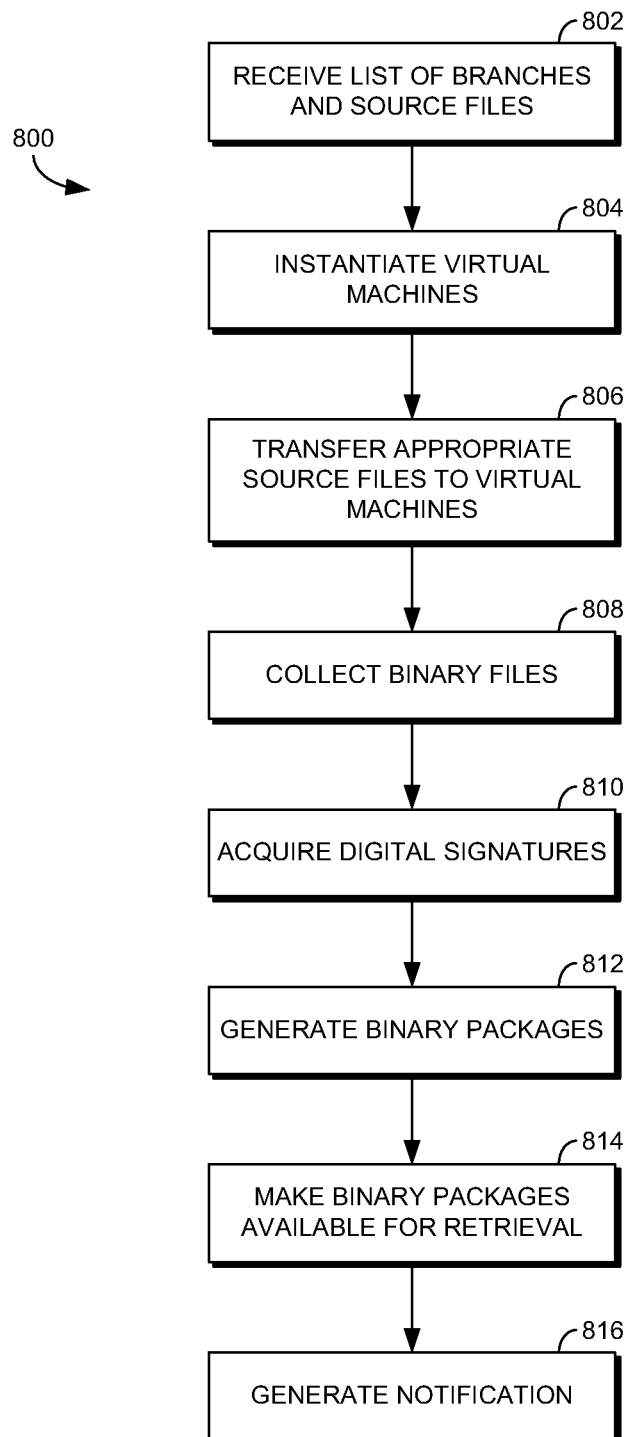 802
RECEIVE LIST OF BRANCHES
AND SOURCE FILES
800
804
INSTANTIATE VIRTUAL
MACHINES
806
TRANSFER APPROPRIATE
SOURCE FILES TO VIRTUAL
MACHINES
808
COLLECT BINARY FILES
810
ACQUIRE DIGITAL SIGNATURES
812
GENERATE BINARY PACKAGES
814
MAKE BINARY PACKAGES
AVAILABLE FOR RETRIEVAL
816
GENERATE NOTIFICATION